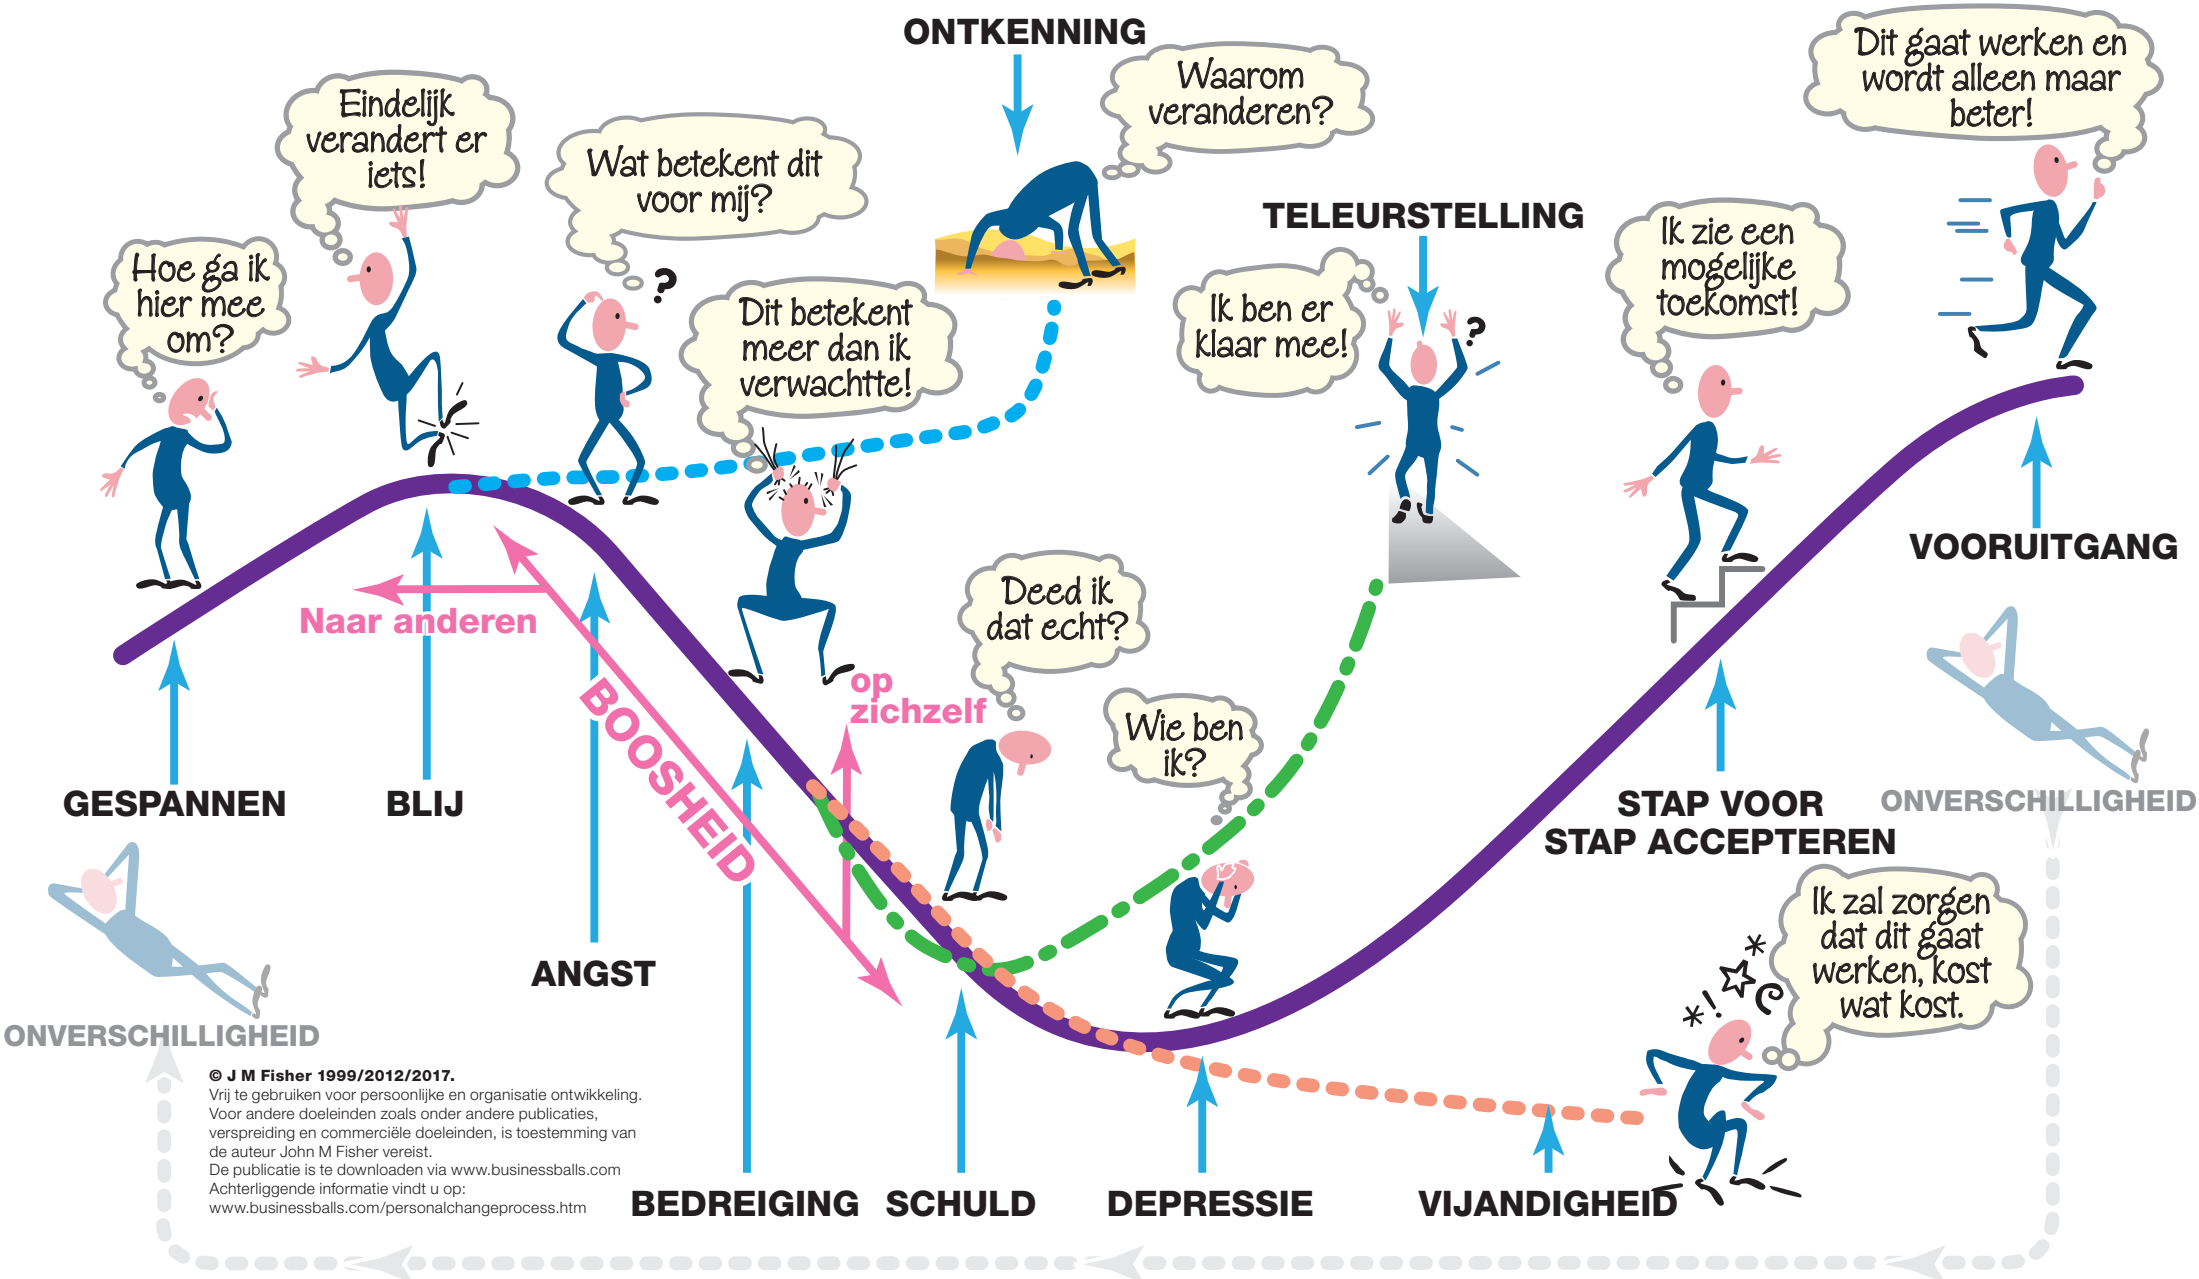 ONTKENNING
Waarom
veranderen?
Dit gaat werken en
wordt alleen maar
beter!
Eindelijk
verandert er
iets!
Wat betekent dit
voor mij?
?
TELEURSTELLING
Ik zie een
mogelijke
toekomst!
Hoe ga ik
hier mee
om?
Dit betekent
meer dan ik
verwachtte!
Ik ben er
klaar mee!
?
VOORUITGANG
Naar anderen
Deed ik
dat echt?
op
zichzelf
BOOSHEID
Wie ben
ik?
GESPANNEN
BLIJ
STAP VOOR
STAP ACCEPTEREN
ONVERSCHILLIGHEID
ANGST
Ik zal zorgen
dat dit gaat
werken, kost
wat kost.
ONVERSCHILLIGHEID
© J M Fisher 1999/2012/2017.
Vrij te gebruiken voor persoonlijke en organisatie ontwikkeling.
Voor andere doeleinden zoals onder andere publicaties,
verspreiding en commerciële doeleinden, is toestemming van
de auteur John M Fisher vereist.
De publicatie is te downloaden via www.businessballs.com
Achterliggende informatie vindt u op:
www.businessballs.com/personalchangeprocess.htm
BEDREIGING
SCHULD
DEPRESSIE
VIJANDIGHEID